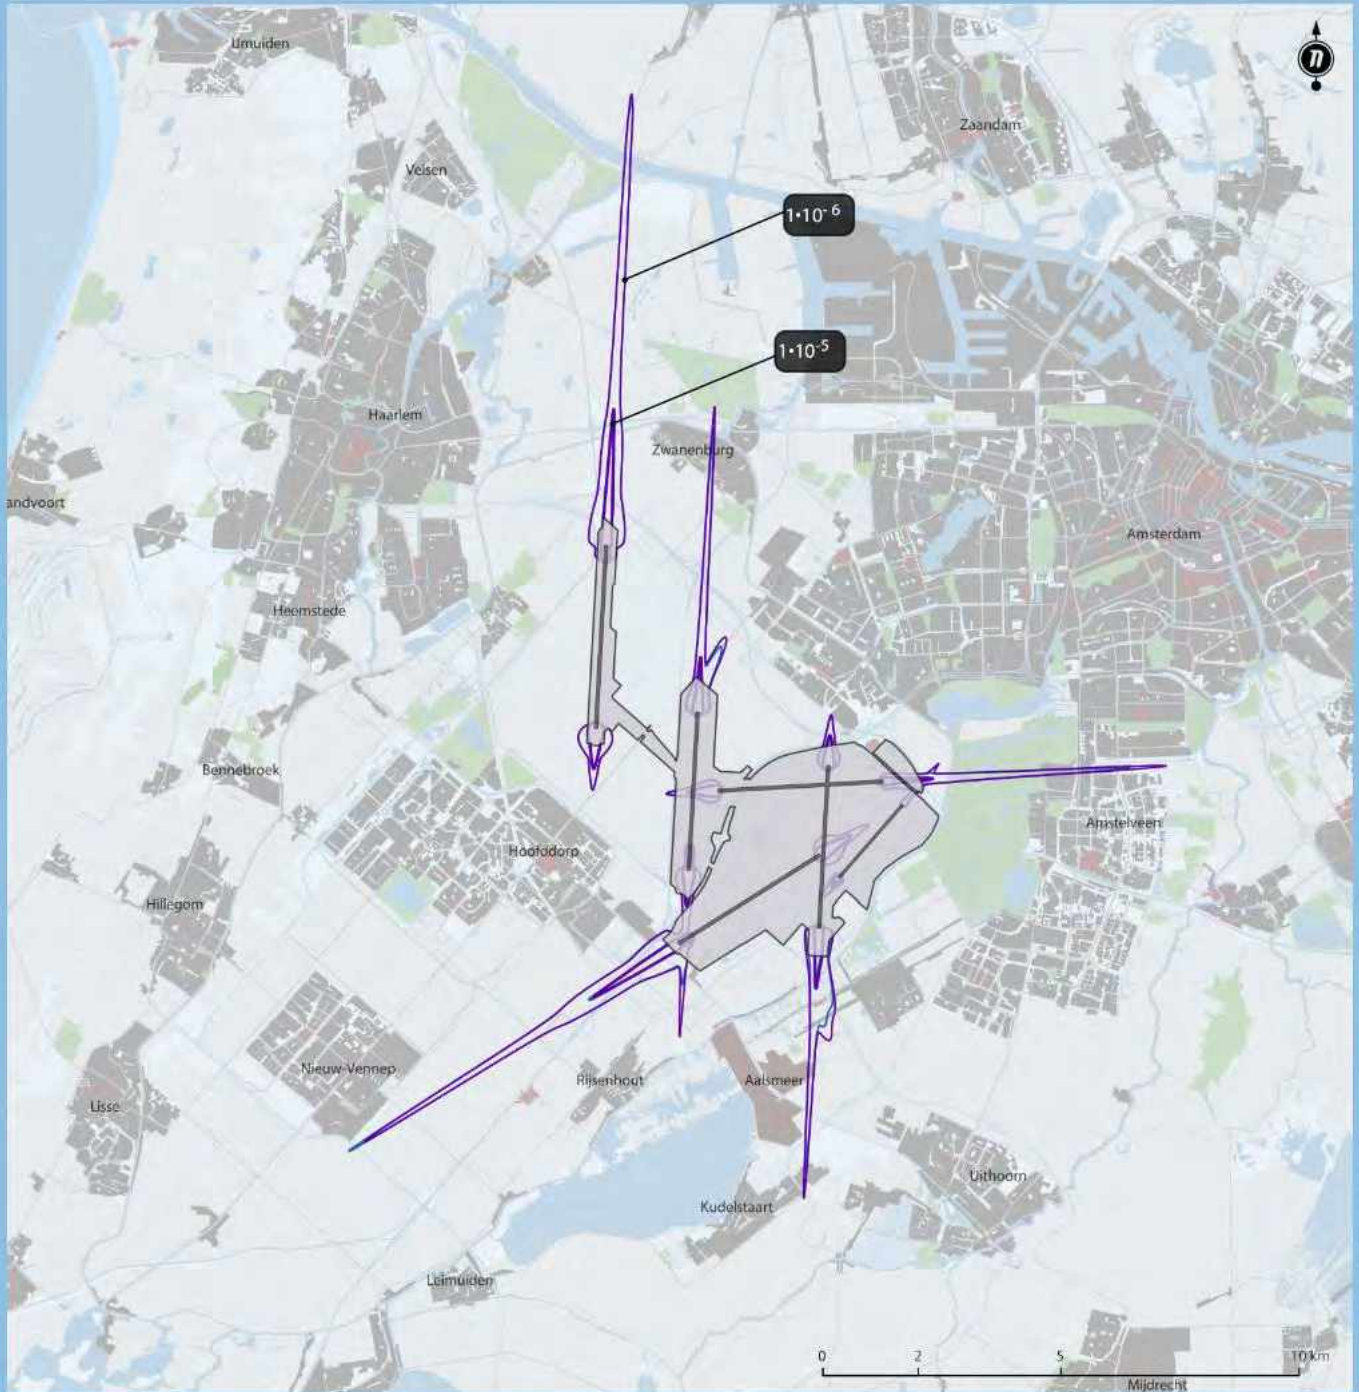 IJmuiden
Zaandam
Velsen
1·10-6
1·10-5
Haarlem
Zwanenburg
andvoort
Amsterdam
Heemstede
Bennebroek
Amstelveen
Hoofddorp
Hillegom
Nieuw-Vennep
Rijsenhout
Aalsmeer
Lisse
Uithoorn
Kudelstaart
Leimuiden
0 2 5 10 km
Mijdrecht